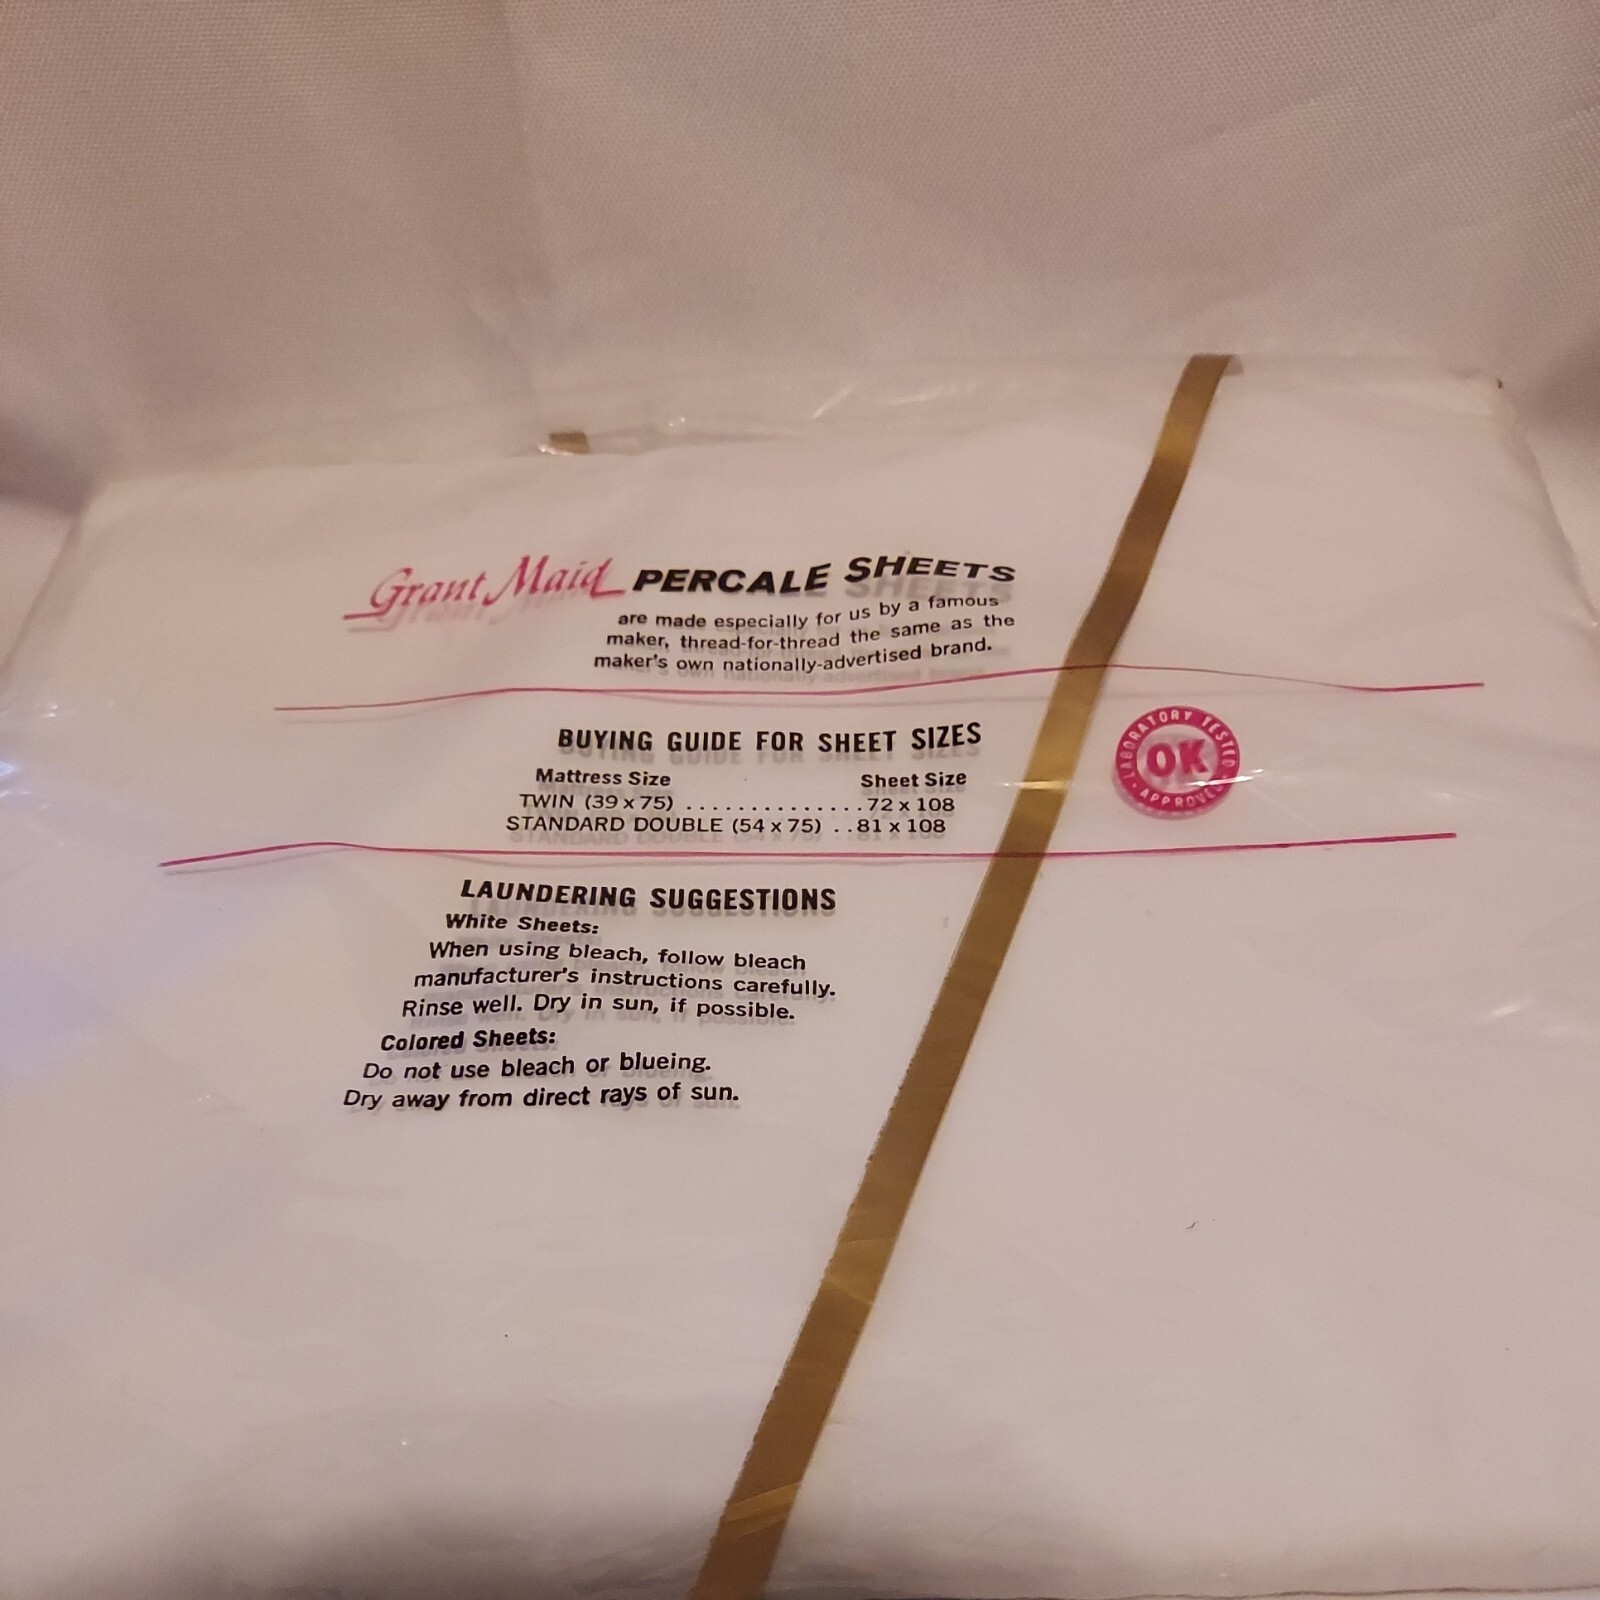 Grant Maid PERCALE SHEETS
are made especially for us by a famous
maker, thread-for-thread the same as the
maker's own nationally-advertised brand.
BUYING GUIDE FOR SHEET SIZES
Mattress Size Sheet Size
TWIN (39 x 75) ..............72 x 108
STANDARD DOUBLE (54 x 75) ..81 x 108
LABORATORY TESTED
OK
APPROVED
LAUNDERING SUGGESTIONS
White Sheets:
When using bleach, follow bleach
manufacturer's instructions carefully.
Rinse well. Dry in sun, if possible.
Colored Sheets:
Do not use bleach or blueing.
Dry away from direct rays of sun.